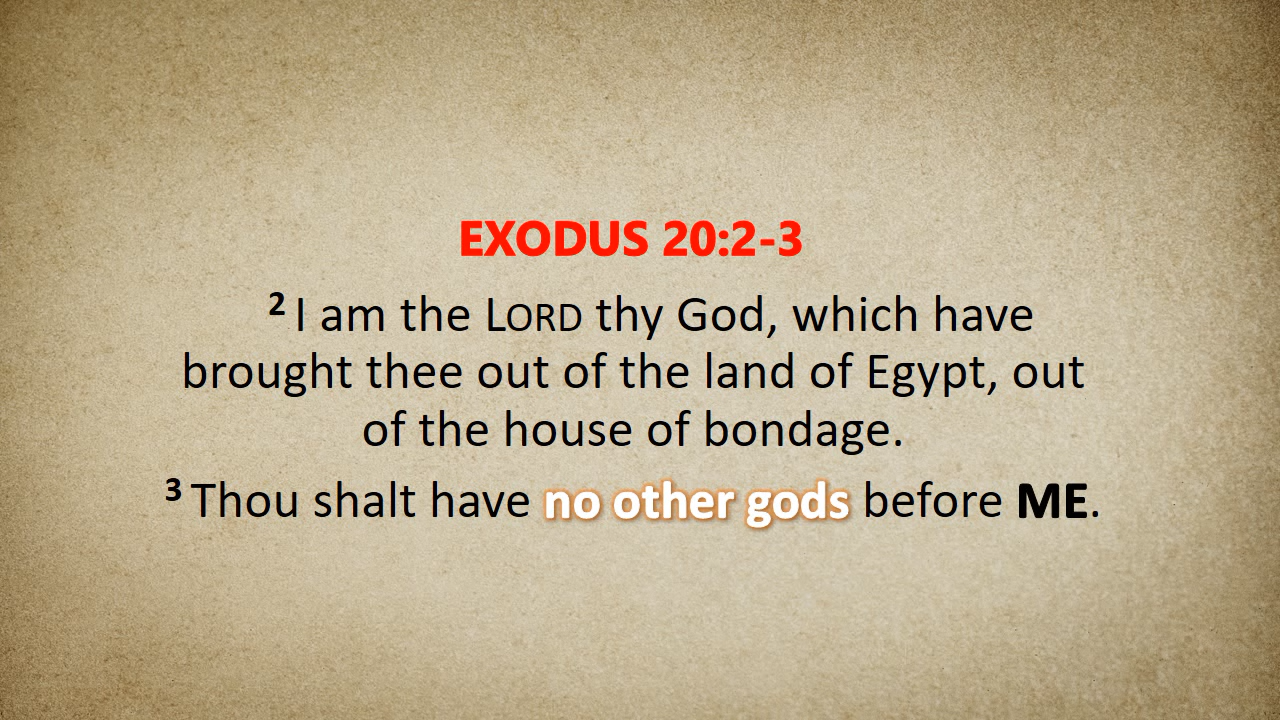 EXODUS 20:2-3
2 I am the LORD thy God, which have
brought thee out of the land of Egypt, out
of the house of bondage.
3 Thou shalt have no other gods before ME.